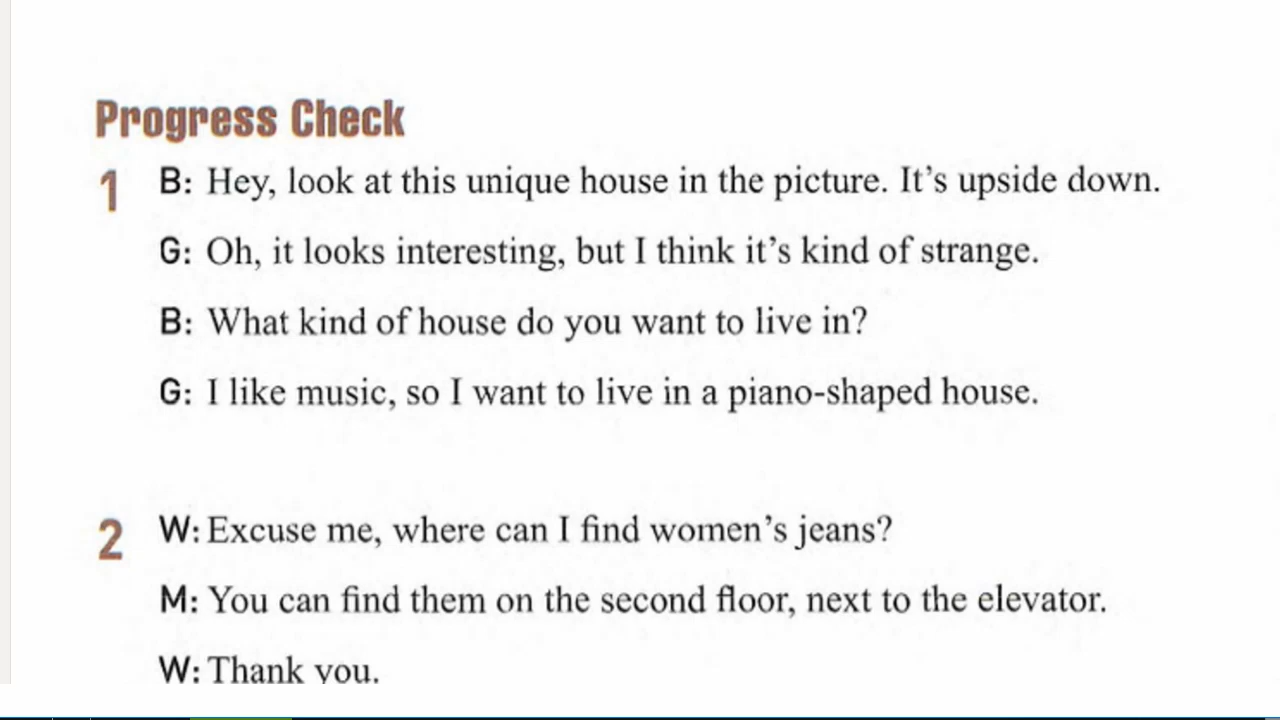 Progress Check
1 B: Hey, look at this unique house in the picture. It's upside down.
G: Oh, it looks interesting, but I think it's kind of strange.
B: What kind of house do you want to live in?
G: I like music, so I want to live in a piano-shaped house.
2 W: Excuse me, where can I find women's jeans?
M: You can find them on the second floor, next to the elevator.
W: Thank you.